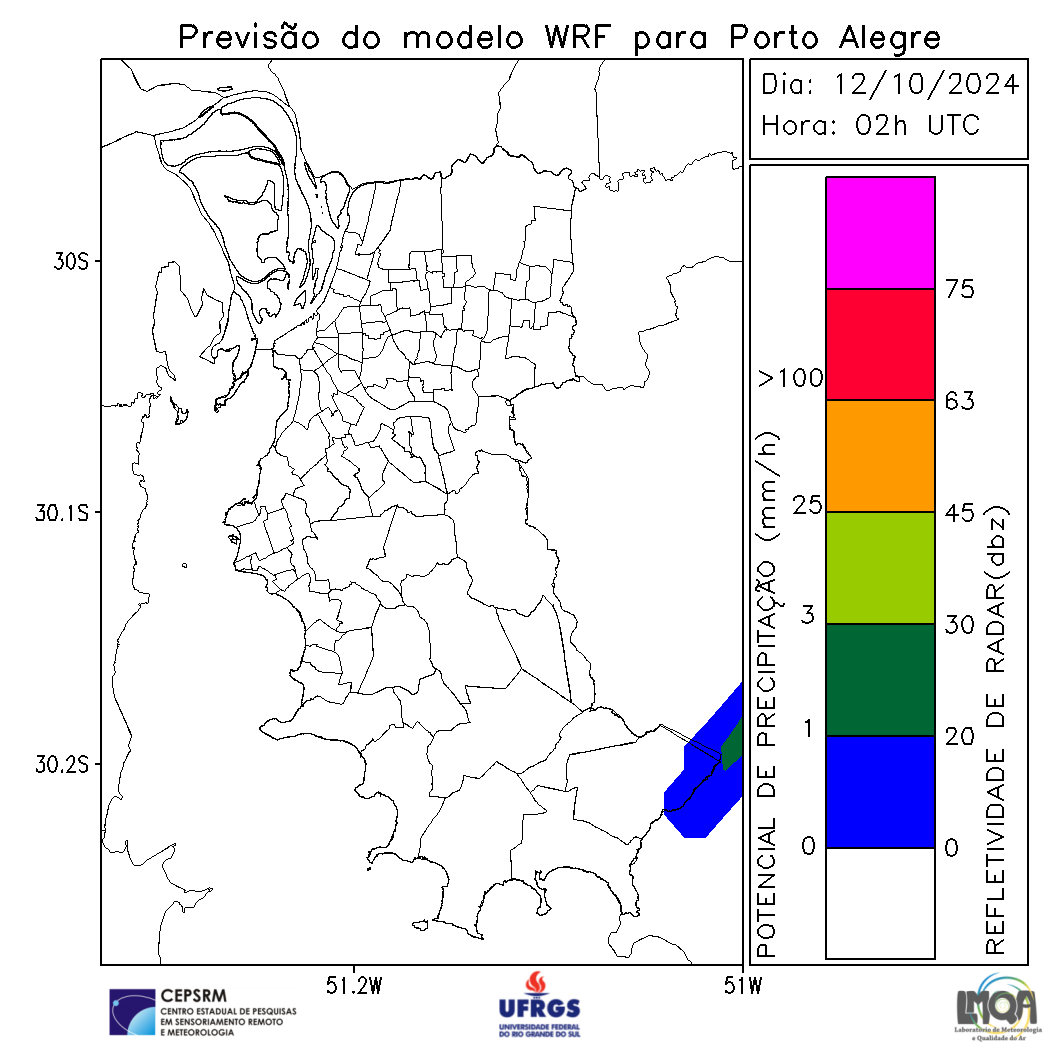 Previsão do modelo WRF para Porto Alegre
Dia: 12/10/2024
Hora: 02h UTC
30S
30.1S
30.2S
51.2W
51W
POTENCIAL DE PRECIPITAÇÃO (mm/h)
>100
25
3
1
0
75
63
45
30
20
0
REFLETIVIDADE DE RADAR(dbz)
CEPSRM
CENTRO ESTADUAL DE PESQUISAS
EM SENSORIAMENTO REMOTO
E METEOROLOGIA
UFRGS
UNIVERSIDADE FEDERAL
DO RIO GRANDE DO SUL
LMQA
Laboratório de Meteorologia
e Qualidade do Ar